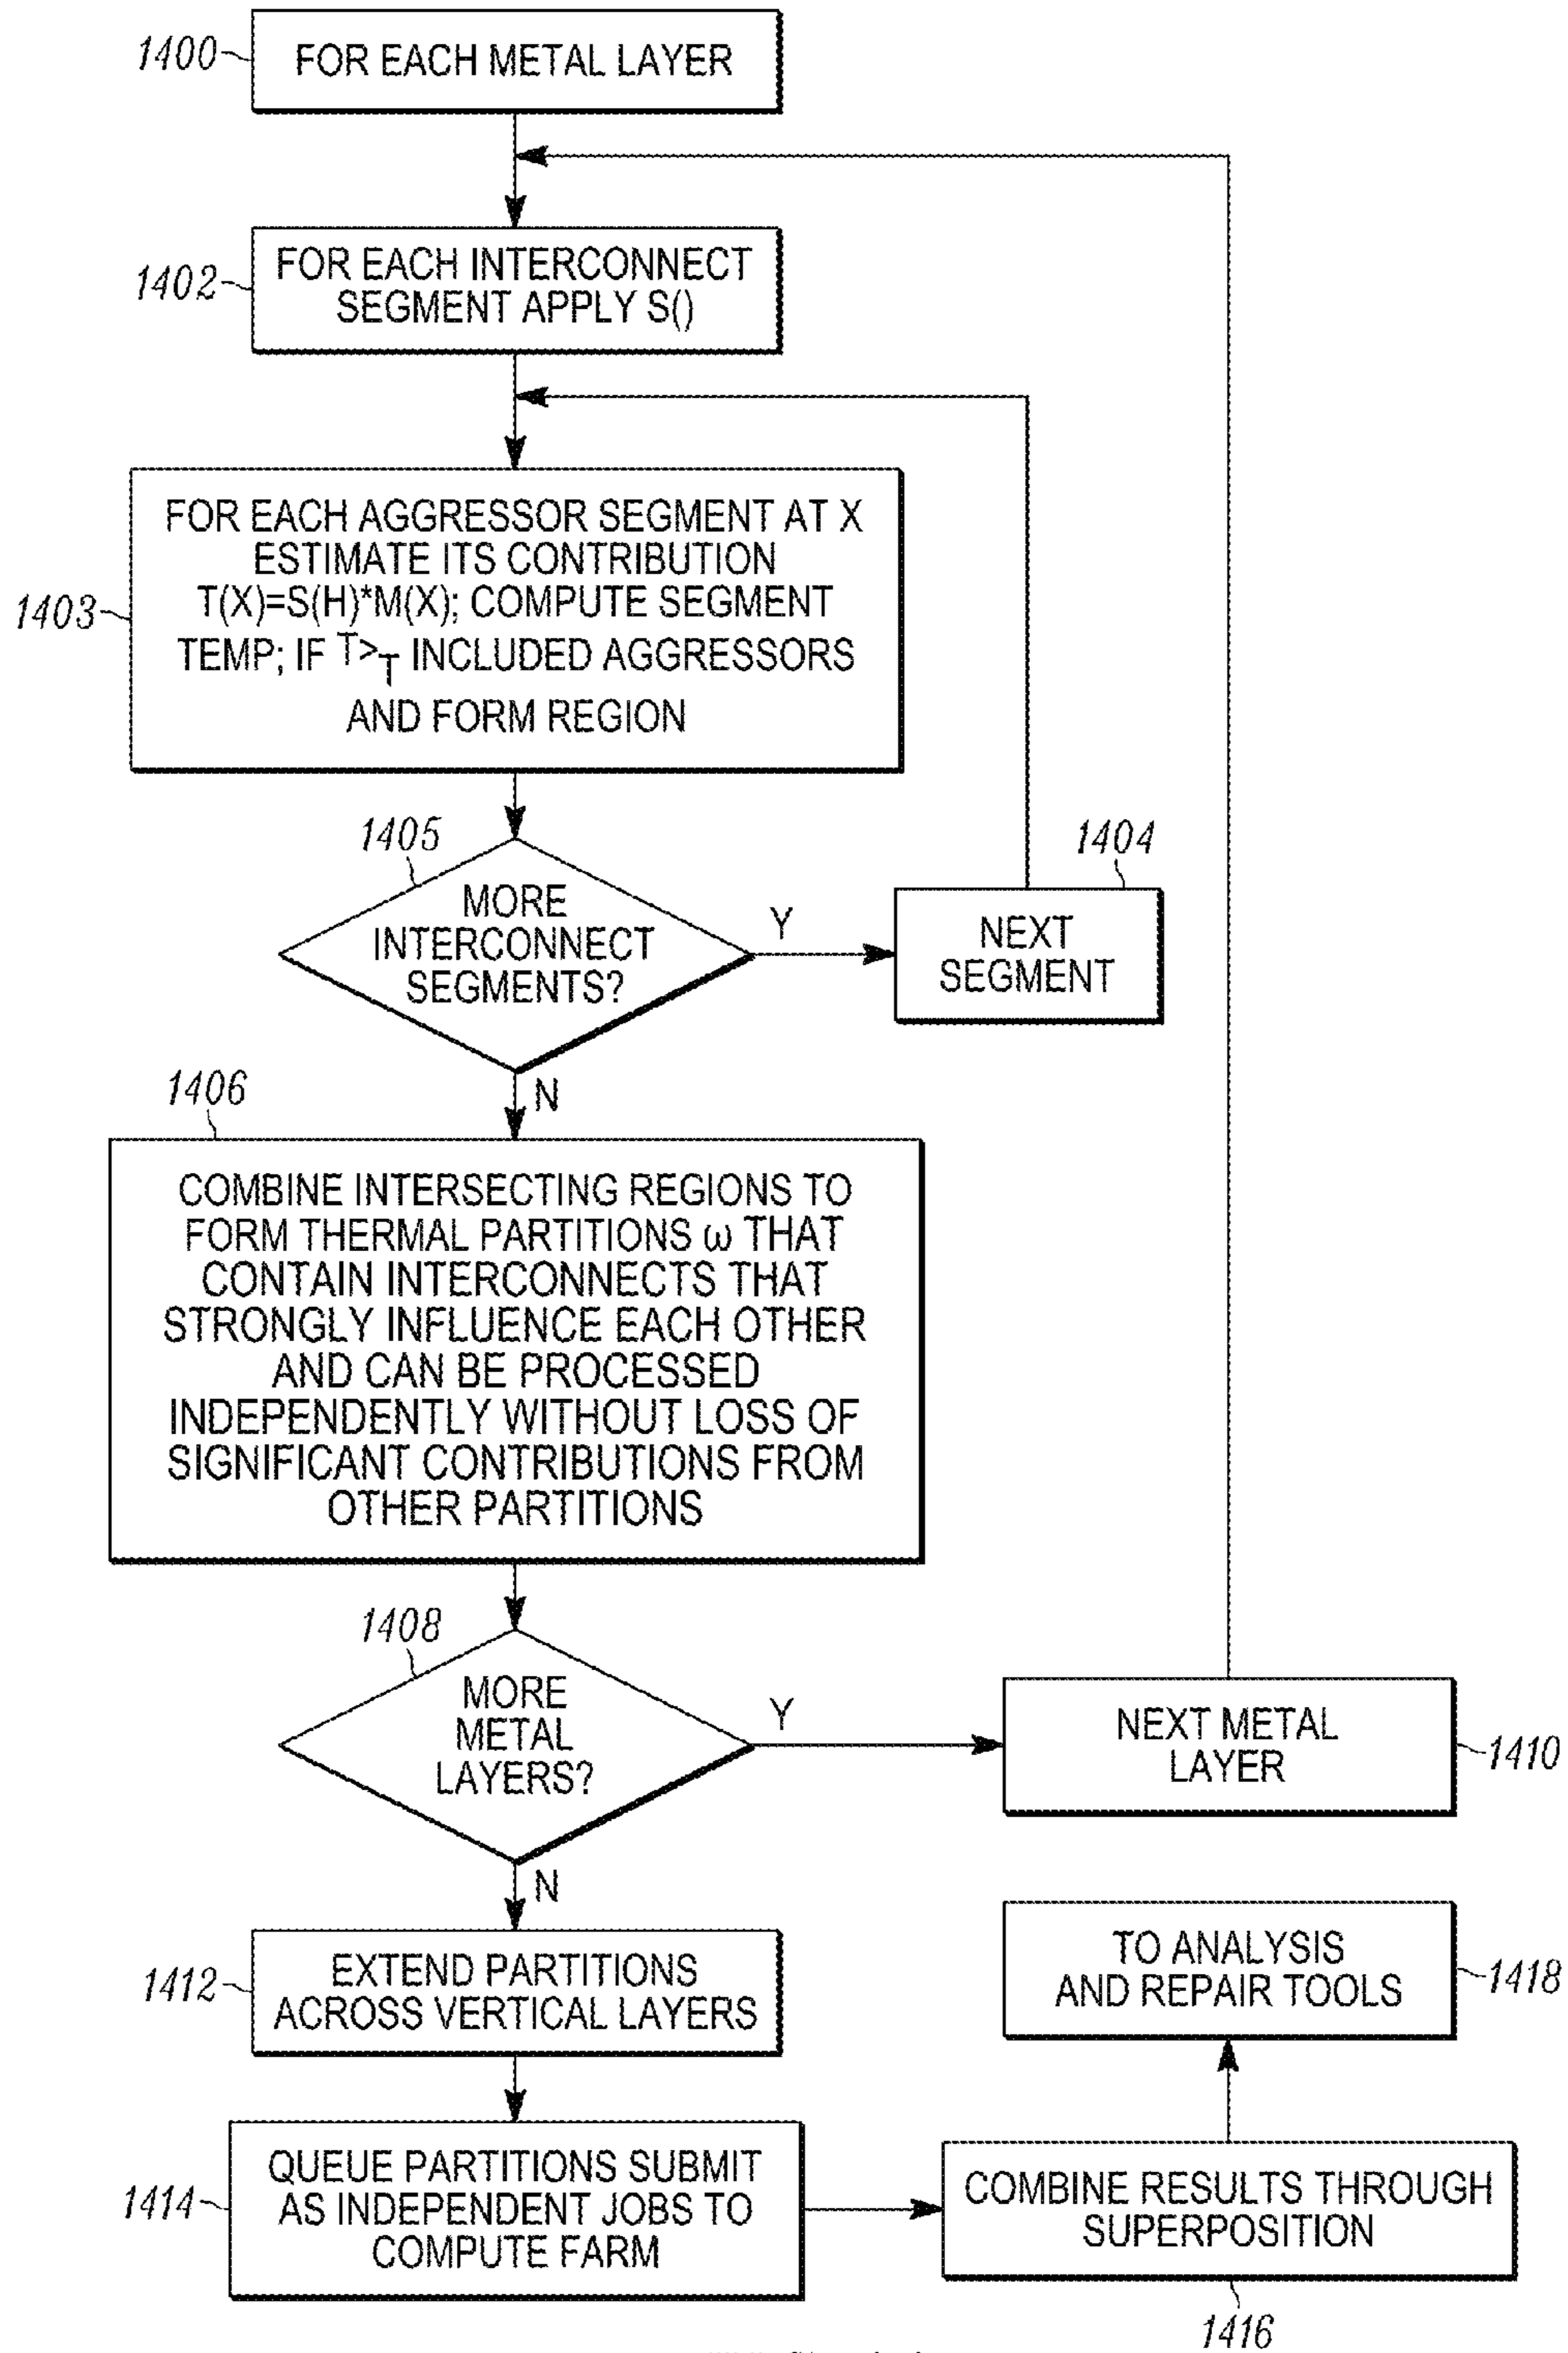 1400
FOR EACH METAL LAYER
1402
FOR EACH INTERCONNECT
SEGMENT APPLY S()
1403
FOR EACH AGGRESSOR SEGMENT AT X
ESTIMATE ITS CONTRIBUTION
T(X)=S(H)*M(X); COMPUTE SEGMENT
TEMP; IF T>T INCLUDED AGGRESSORS
AND FORM REGION
1405
MORE
INTERCONNECT
SEGMENTS?
Y
1404
NEXT
SEGMENT
N
1406
COMBINE INTERSECTING REGIONS TO
FORM THERMAL PARTITIONS ω THAT
CONTAIN INTERCONNECTS THAT
STRONGLY INFLUENCE EACH OTHER
AND CAN BE PROCESSED
INDEPENDENTLY WITHOUT LOSS OF
SIGNIFICANT CONTRIBUTIONS FROM
OTHER PARTITIONS
1408
MORE
METAL
LAYERS?
Y
NEXT METAL
LAYER
1410
N
1412
EXTEND PARTITIONS
ACROSS VERTICAL LAYERS
TO ANALYSIS
AND REPAIR TOOLS
1418
1414
QUEUE PARTITIONS SUBMIT
AS INDEPENDENT JOBS TO
COMPUTE FARM
COMBINE RESULTS THROUGH
SUPERPOSITION
1416